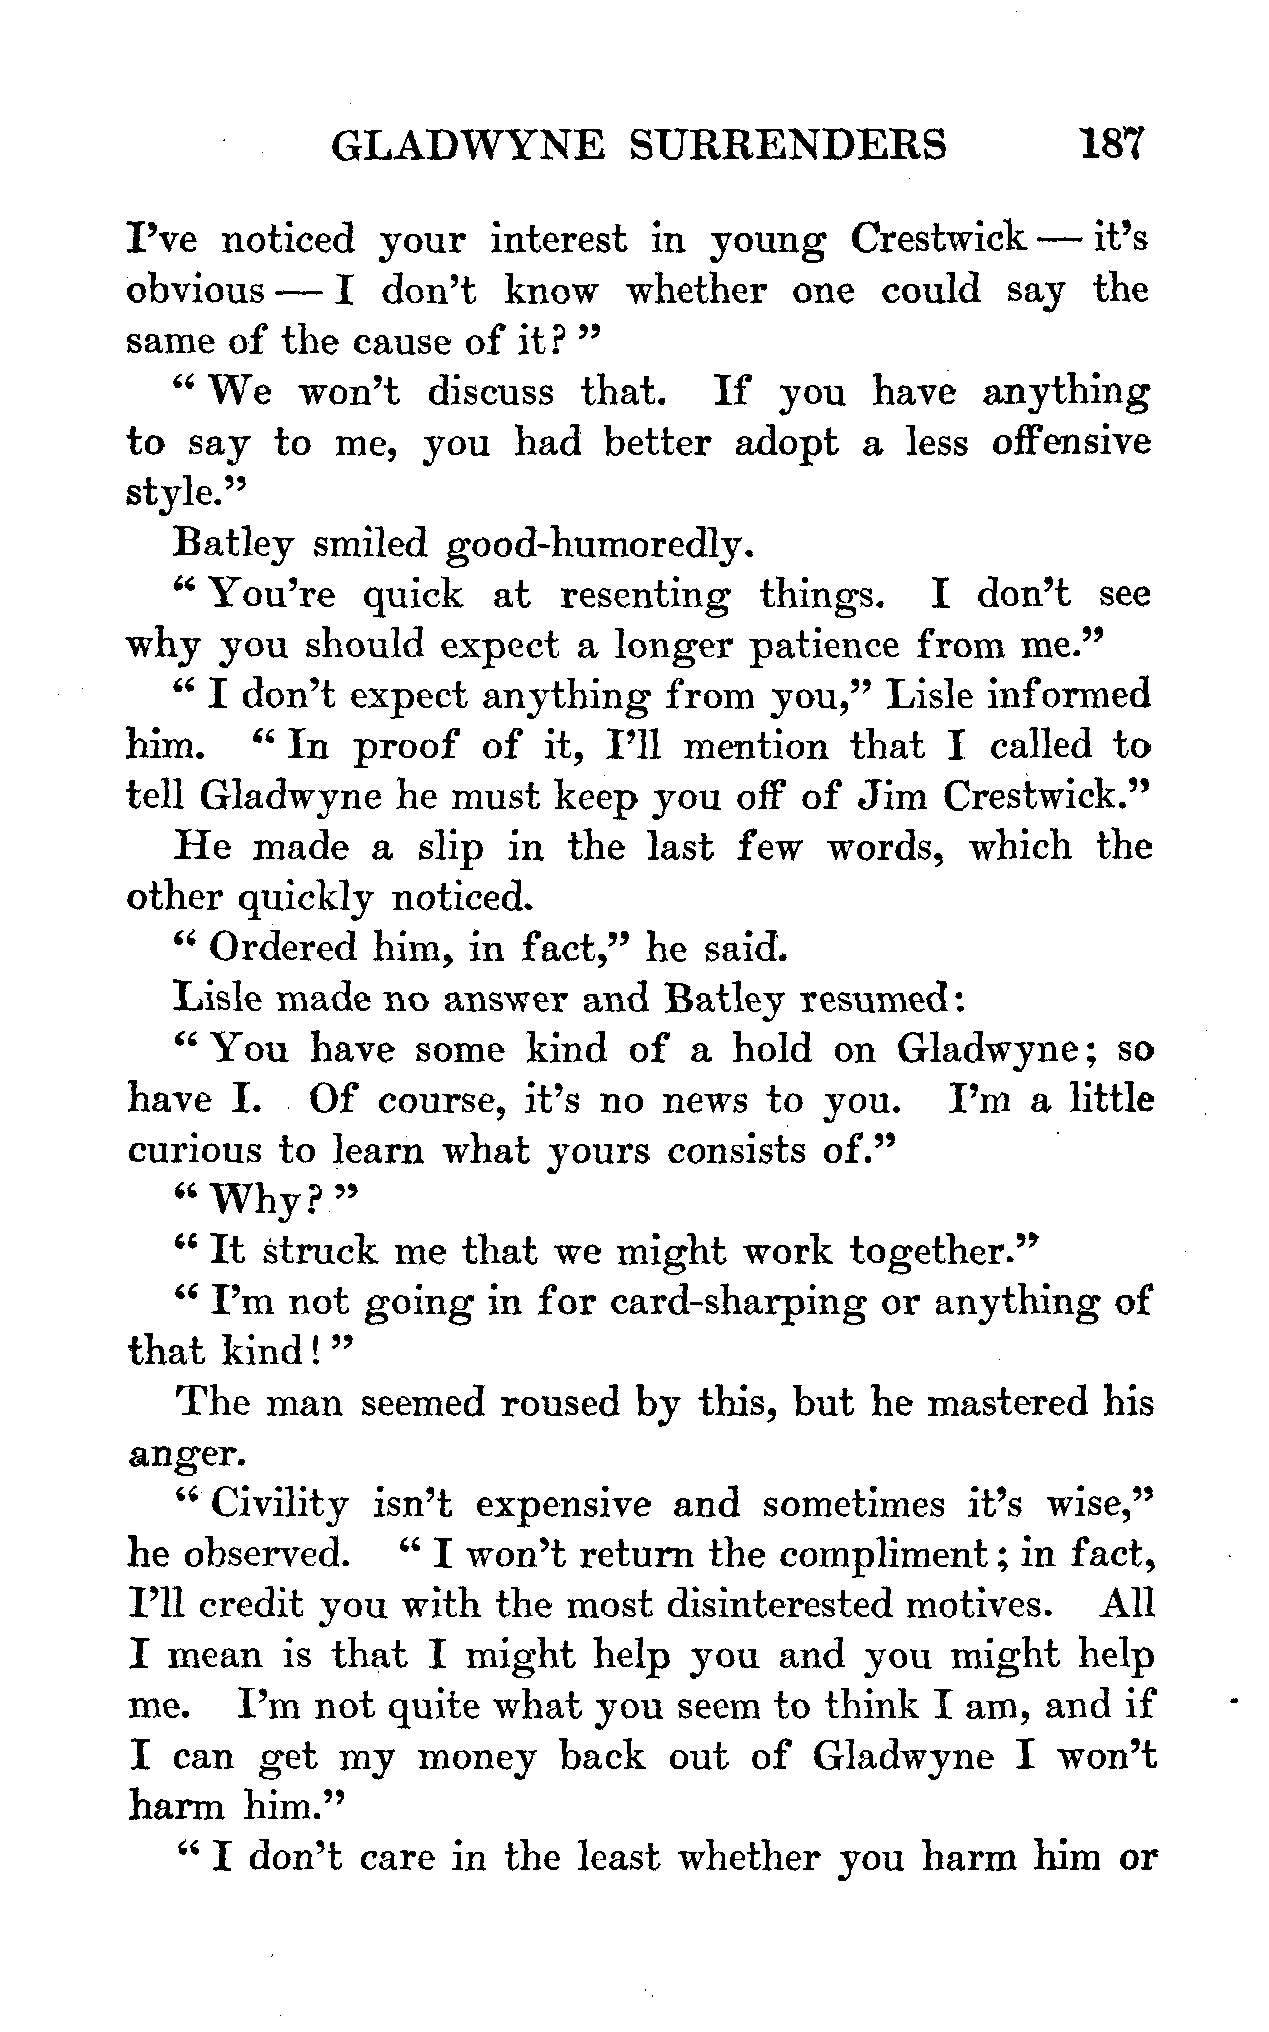 GLADWYNE SURRENDERS 187
I've noticed your interest in young Crestwick — it's
obvious — I don't know whether one could say the
same of the cause of it? "
" We won't discuss that. If you have anything
to say to me, you had better adopt a less offensive
style."
Batley smiled good-humoredly.
" You're quick at resenting things. I don't see
why you should expect a longer patience from me."
" I don't expect anything from you," Lisle informed
him. " In proof of it, I'll mention that I called to
tell Gladwyne he must keep you off of Jim Crestwick."
He made a slip in the last few words, which the
other quickly noticed.
" Ordered him, in fact," he said.
Lisle made no answer and Batley resumed:
" You have some kind of a hold on Gladwyne; so
have I. Of course, it's no news to you. I'm a little
curious to learn what yours consists of."
" Why? "
" It struck me that we might work together."
" I'm not going in for card-sharping or anything of
that kind! "
The man seemed roused by this, but he mastered his
anger.
" Civility isn't expensive and sometimes it's wise,"
he observed. " I won't return the compliment; in fact,
I'll credit you with the most disinterested motives. All
I mean is that I might help you and you might help
me. I'm not quite what you seem to think I am, and if
I can get my money back out of Gladwyne I won't
harm him."
" I don't care in the least whether you harm him or